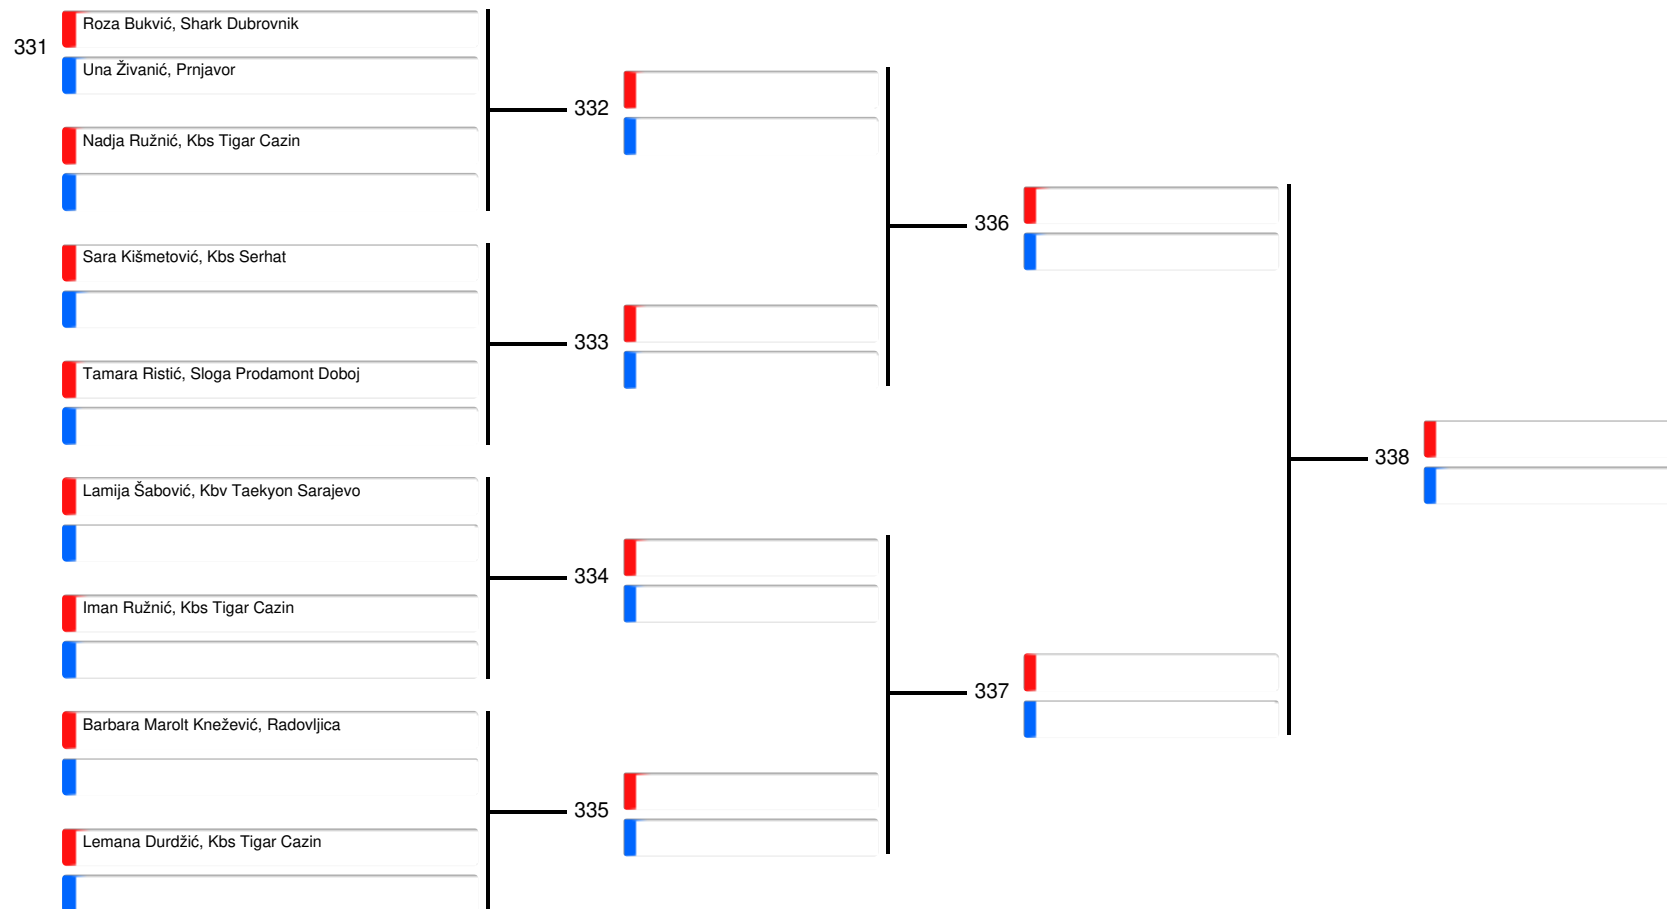 331
Roza Bukvić, Shark Dubrovnik
Una Živanić, Prnjavor
Nadja Ružnić, Kbs Tigar Cazin
Sara Kišmetović, Kbs Serhat
Tamara Ristić, Sloga Prodamont Doboj
Lamija Šabović, Kbv Taekyon Sarajevo
Iman Ružnić, Kbs Tigar Cazin
Barbara Marolt Knežević, Radovljica
Lemana Durdžić, Kbs Tigar Cazin
332
333
334
335
336
337
338